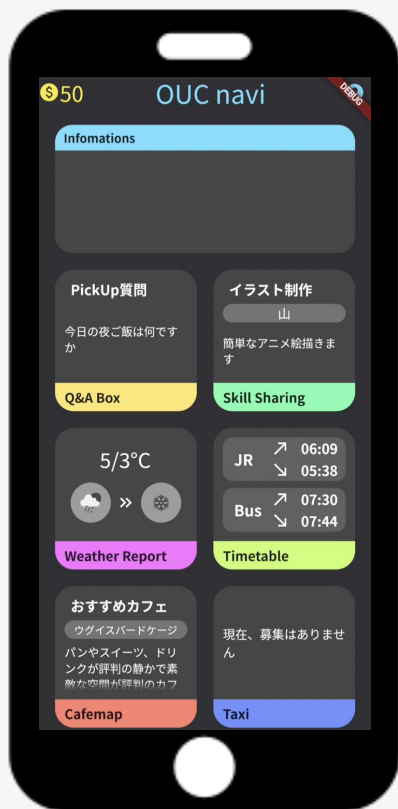 $ 50
OUC navi
DEBUG
Infomations
PickUp質問
今日の夜ご飯は何です
か
Q&A Box
イラスト制作
山
簡単なアニメ絵描きま
す
Skill Sharing
5/3°C
»
Weather Report
JR ↗ 06:09
↘ 05:38
Bus ↗ 07:30
↘ 07:44
Timetable
おすすめカフェ
ウグイスバードケージ
パンやスイーツ、ドリ
ンクが評判の静かで素
敵な空間が評判のカフ
Cafemap
現在、募集はありませ
ん
Taxi